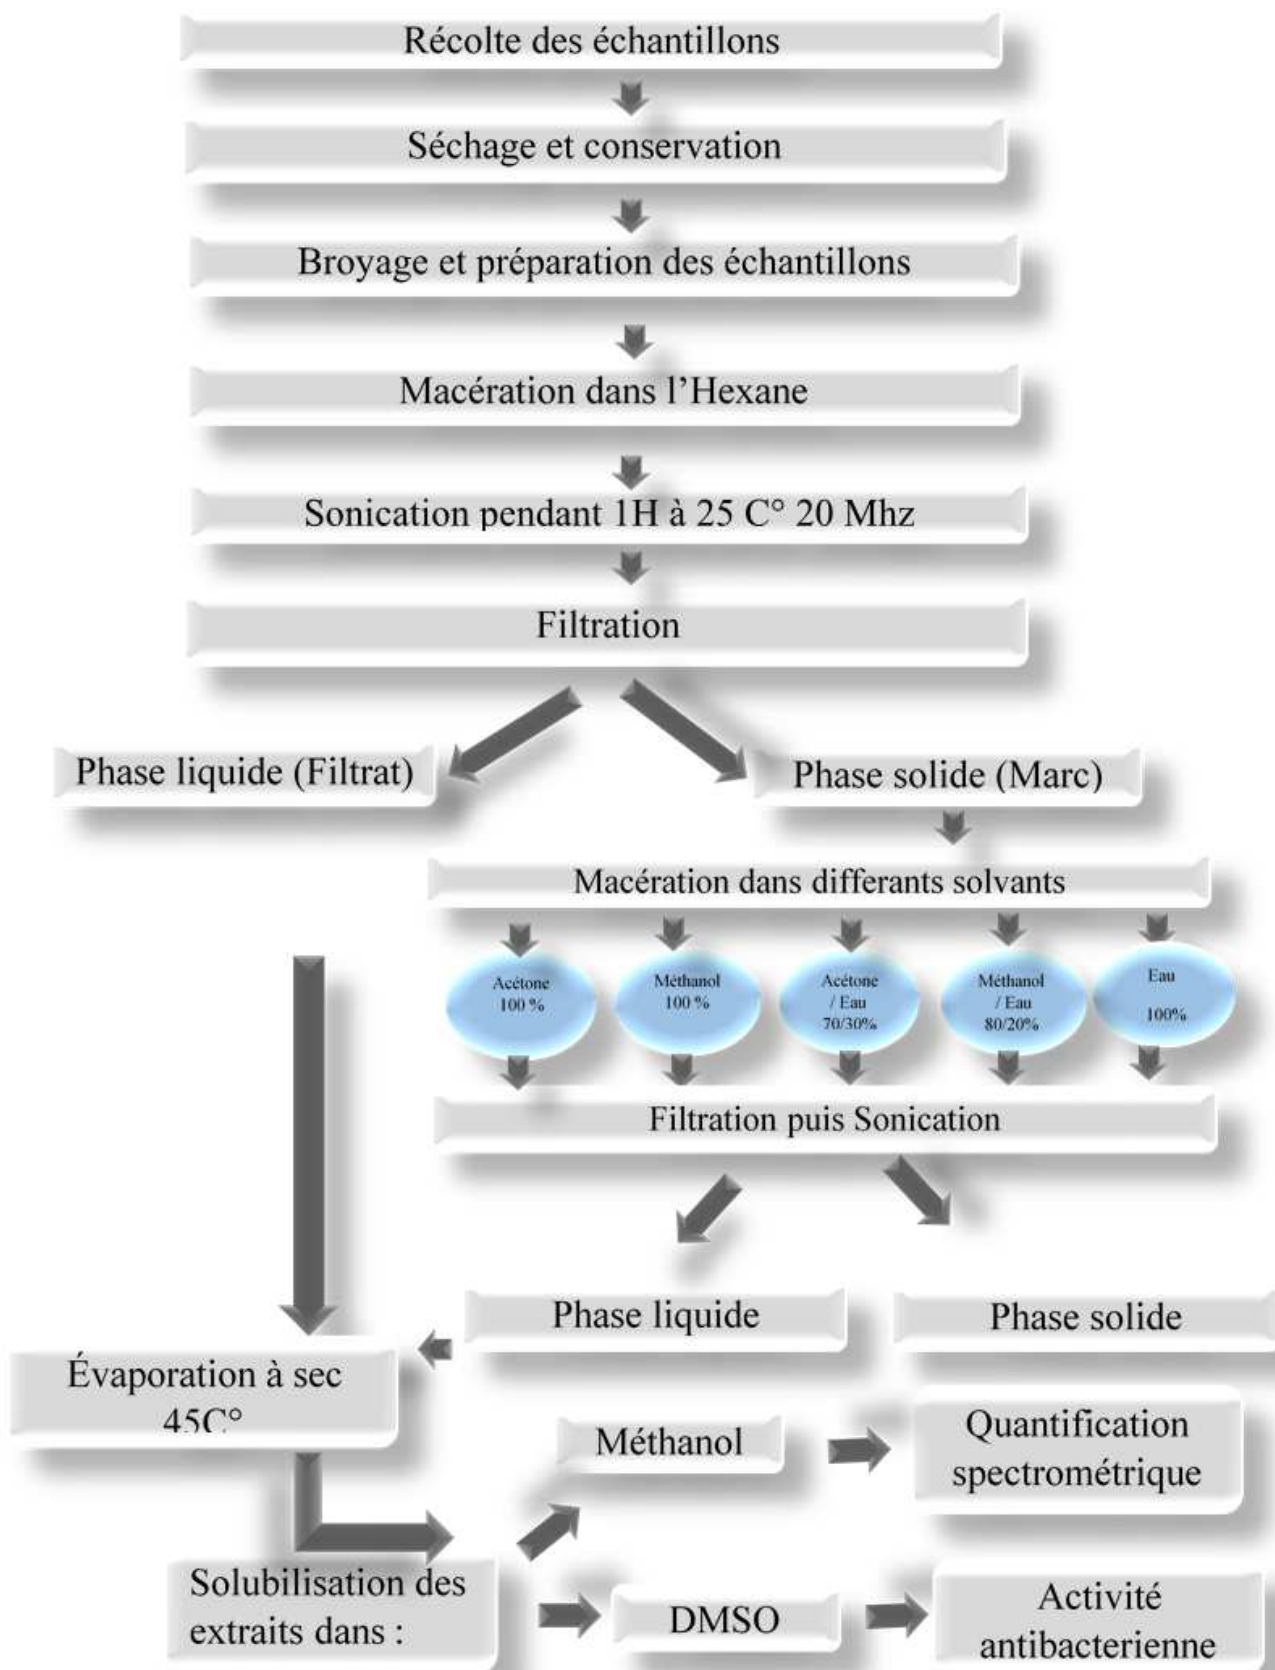 Récolte des échantillons
Séchage et conservation
Broyage et préparation des échantillons
Macération dans l’Hexane
Sonication pendant 1H à 25 C° 20 Mhz
Filtration
Phase liquide (Filtrat)
Phase solide (Marc)
Macération dans differants solvants
Acétone
100 %
Méthanol
100 %
Acétone
/ Eau
70/30%
Méthanol
/ Eau
80/20%
Eau
100%
Filtration puis Sonication
Phase liquide
Phase solide
Évaporation à sec
45C°
Méthanol
Quantification
spectrométrique
Solubilisation des
extraits dans :
DMSO
Activité
antibacterienne